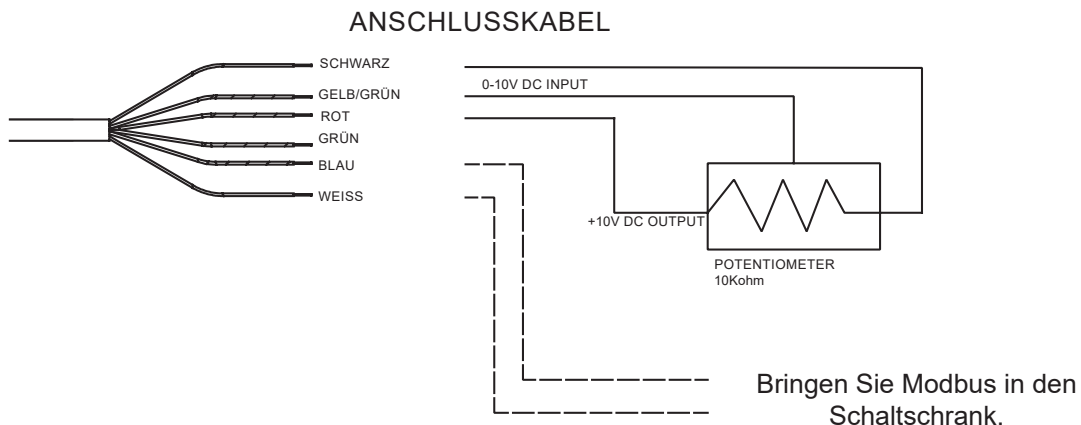 ANSCHLUSSKABEL
SCHWARZ
0-10V DC INPUT
GELB/GRÜN
ROT
GRÜN
BLAU
WEISS
+10V DC OUTPUT
POTENTIOMETER
10Kohm
Bringen Sie Modbus in den
Schaltschrank.